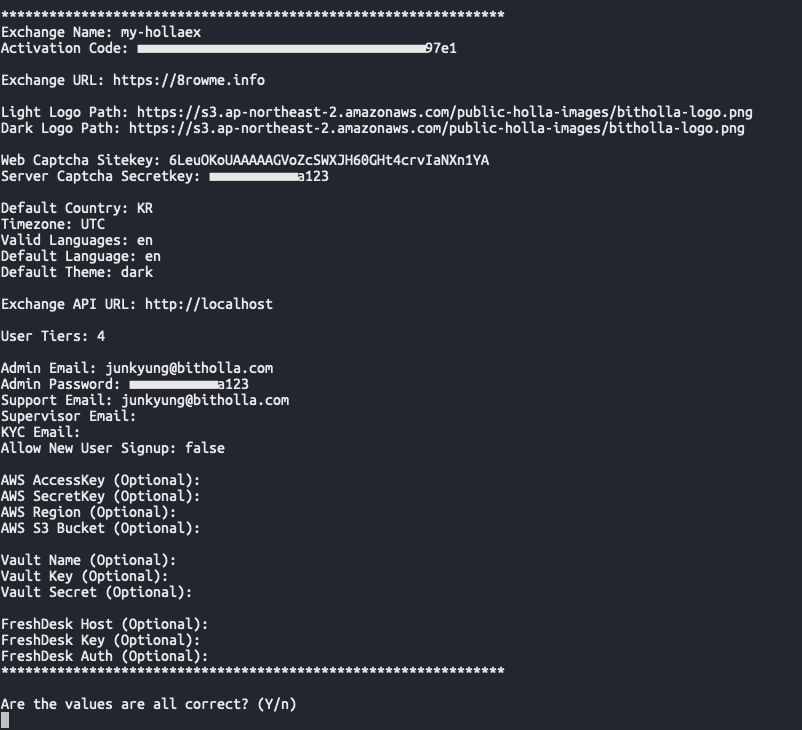 ***************************************************************
Exchange Name: my-hollaex
Activation Code: 97e1
Exchange URL: https://8rowme.info
Light Logo Path: https://s3.ap-northeast-2.amazonaws.com/public-holla-images/bitholla-logo.png
Dark Logo Path: https://s3.ap-northeast-2.amazonaws.com/public-holla-images/bitholla-logo.png
Web Captcha Sitekey: 6LeuOKoUAAAAAGVoZcSWXJH60GHt4crvIaNXn1YA
Server Captcha Secretkey: a123
Default Country: KR
Timezone: UTC
Valid Languages: en
Default Language: en
Default Theme: dark
Exchange API URL: http://localhost
User Tiers: 4
Admin Email: junkyung@bitholla.com
Admin Password: a123
Support Email: junkyung@bitholla.com
Supervisor Email:
KYC Email:
Allow New User Signup: false
AWS AccessKey (Optional):
AWS SecretKey (Optional):
AWS Region (Optional):
AWS S3 Bucket (Optional):
Vault Name (Optional):
Vault Key (Optional):
Vault Secret (Optional):
FreshDesk Host (Optional):
FreshDesk Key (Optional):
FreshDesk Auth (Optional):
***************************************************************
Are the values are all correct? (Y/n)